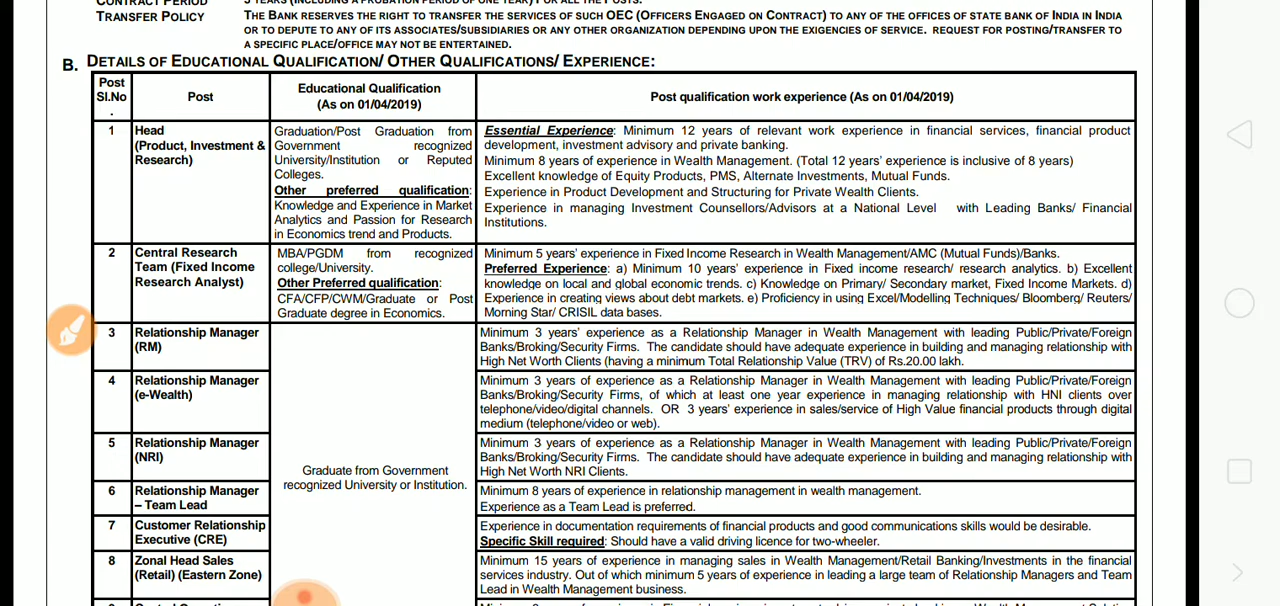 CONTRACT PERIOD
5 YEARS (INCLUDING A PROBATION PERIOD OF ONE YEAR) FOR ALL THE POSTS.
TRANSFER POLICY
THE BANK RESERVES THE RIGHT TO TRANSFER THE SERVICES OF SUCH OEC (OFFICERS ENGAGED ON CONTRACT) TO ANY OF THE OFFICES OF STATE BANK OF INDIA IN INDIA
OR TO DEPUTE TO ANY OF ITS ASSOCIATES/SUBSIDIARIES OR ANY OTHER ORGANIZATION DEPENDING UPON THE EXIGENCIES OF SERVICE. REQUEST FOR POSTING/TRANSFER TO
A SPECIFIC PLACE/OFFICE MAY NOT BE ENTERTAINED.
B. DETAILS OF EDUCATIONAL QUALIFICATION/ OTHER QUALIFICATIONS/ EXPERIENCE:
Post
Sl.No
.
Post
Educational Qualification
(As on 01/04/2019)
Post qualification work experience (As on 01/04/2019)
1
Head
(Product, Investment &
Research)
Graduation/Post Graduation from
Government recognized
University/Institution or Reputed
Colleges.
Other preferred qualification:
Knowledge and Experience in Market
Analytics and Passion for Research
in Economics trend and Products.
Essential Experience: Minimum 12 years of relevant work experience in financial services, financial product
development, investment advisory and private banking.
Minimum 8 years of experience in Wealth Management. (Total 12 years' experience is inclusive of 8 years)
Excellent knowledge of Equity Products, PMS, Alternate Investments, Mutual Funds.
Experience in Product Development and Structuring for Private Wealth Clients.
Experience in managing Investment Counsellors/Advisors at a National Level with Leading Banks/ Financial
Institutions.
2
Central Research
Team (Fixed Income
Research Analyst)
MBA/PGDM from recognized
college/University.
Other Preferred qualification:
CFA/CFP/CWM/Graduate or Post
Graduate degree in Economics.
Minimum 5 years' experience in Fixed Income Research in Wealth Management/AMC (Mutual Funds)/Banks.
Preferred Experience: a) Minimum 10 years' experience in Fixed income research/ research analytics. b) Excellent
knowledge on local and global economic trends. c) Knowledge on Primary/ Secondary market, Fixed Income Markets. d)
Experience in creating views about debt markets. e) Proficiency in using Excel/Modelling Techniques/ Bloomberg/ Reuters/
Morning Star/ CRISIL data bases.
3
Relationship Manager
(RM)
Graduate from Government
recognized University or Institution.
Minimum 3 years' experience as a Relationship Manager in Wealth Management with leading Public/Private/Foreign
Banks/Broking/Security Firms. The candidate should have adequate experience in building and managing relationship with
High Net Worth Clients (having a minimum Total Relationship Value (TRV) of Rs.20.00 lakh.
4
Relationship Manager
(e-Wealth)
Minimum 3 years of experience as a Relationship Manager in Wealth Management with leading Public/Private/Foreign
Banks/Broking/Security Firms, of which at least one year experience in managing relationship with HNI clients over
telephone/video/digital channels. OR 3 years' experience in sales/service of High Value financial products through digital
medium (telephone/video or web).
5
Relationship Manager
(NRI)
Minimum 3 years of experience as a Relationship Manager in Wealth Management with leading Public/Private/Foreign
Banks/Broking/Security Firms. The candidate should have adequate experience in building and managing relationship with
High Net Worth NRI Clients.
6
Relationship Manager
– Team Lead
Minimum 8 years of experience in relationship management in wealth management.
Experience as a Team Lead is preferred.
7
Customer Relationship
Executive (CRE)
Experience in documentation requirements of financial products and good communications skills would be desirable.
Specific Skill required: Should have a valid driving licence for two-wheeler.
8
Zonal Head Sales
(Retail) (Eastern Zone)
Minimum 15 years of experience in managing sales in Wealth Management/Retail Banking/Investments in the financial
services industry. Out of which minimum 5 years of experience in leading a large team of Relationship Managers and Team
Lead in Wealth Management business.